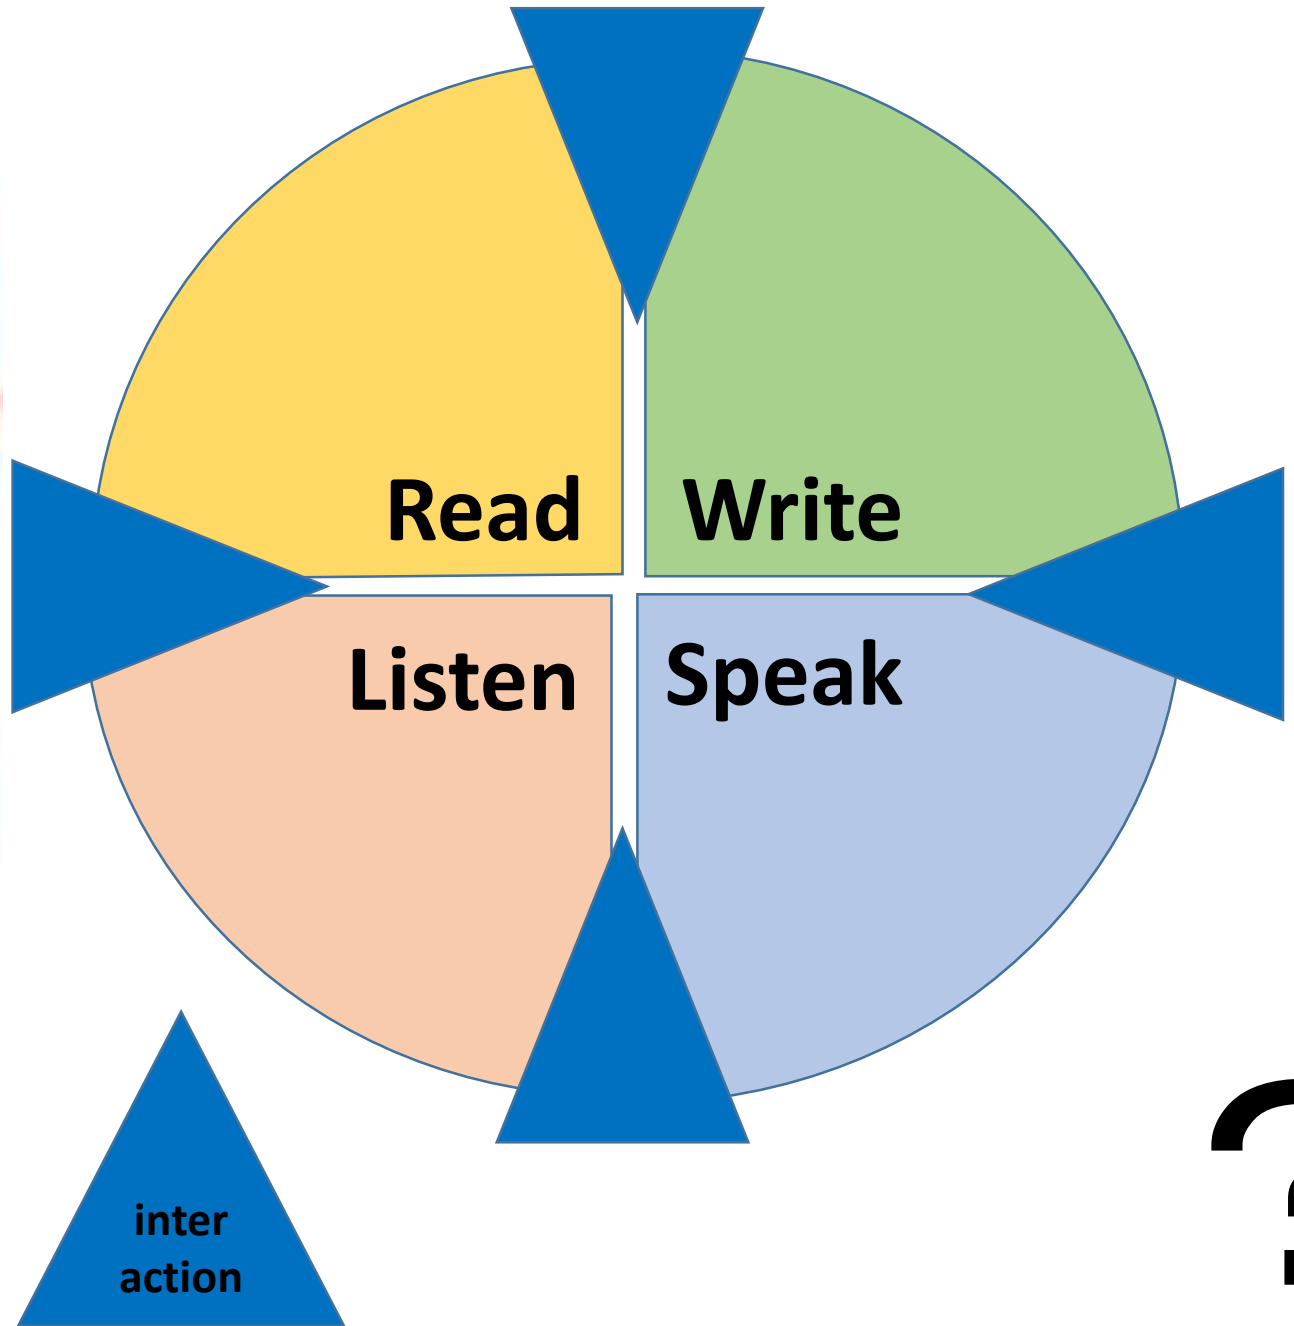 Read
Write
Listen
Speak
inter
action
?